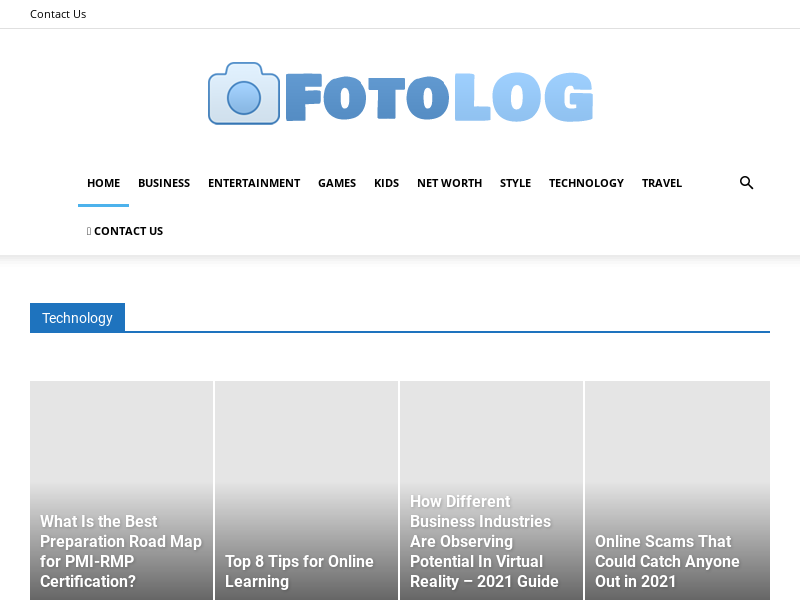 Contact Us
FOTOLOG
HOME BUSINESS ENTERTAINMENT GAMES KIDS NET WORTH STYLE TECHNOLOGY TRAVEL
CONTACT US
Technology
What Is the Best
Preparation Road Map
for PMI-RMP
Certification?
Top 8 Tips for Online
Learning
How Different
Business Industries
Are Observing
Potential In Virtual
Reality – 2021 Guide
Online Scams That
Could Catch Anyone
Out in 2021